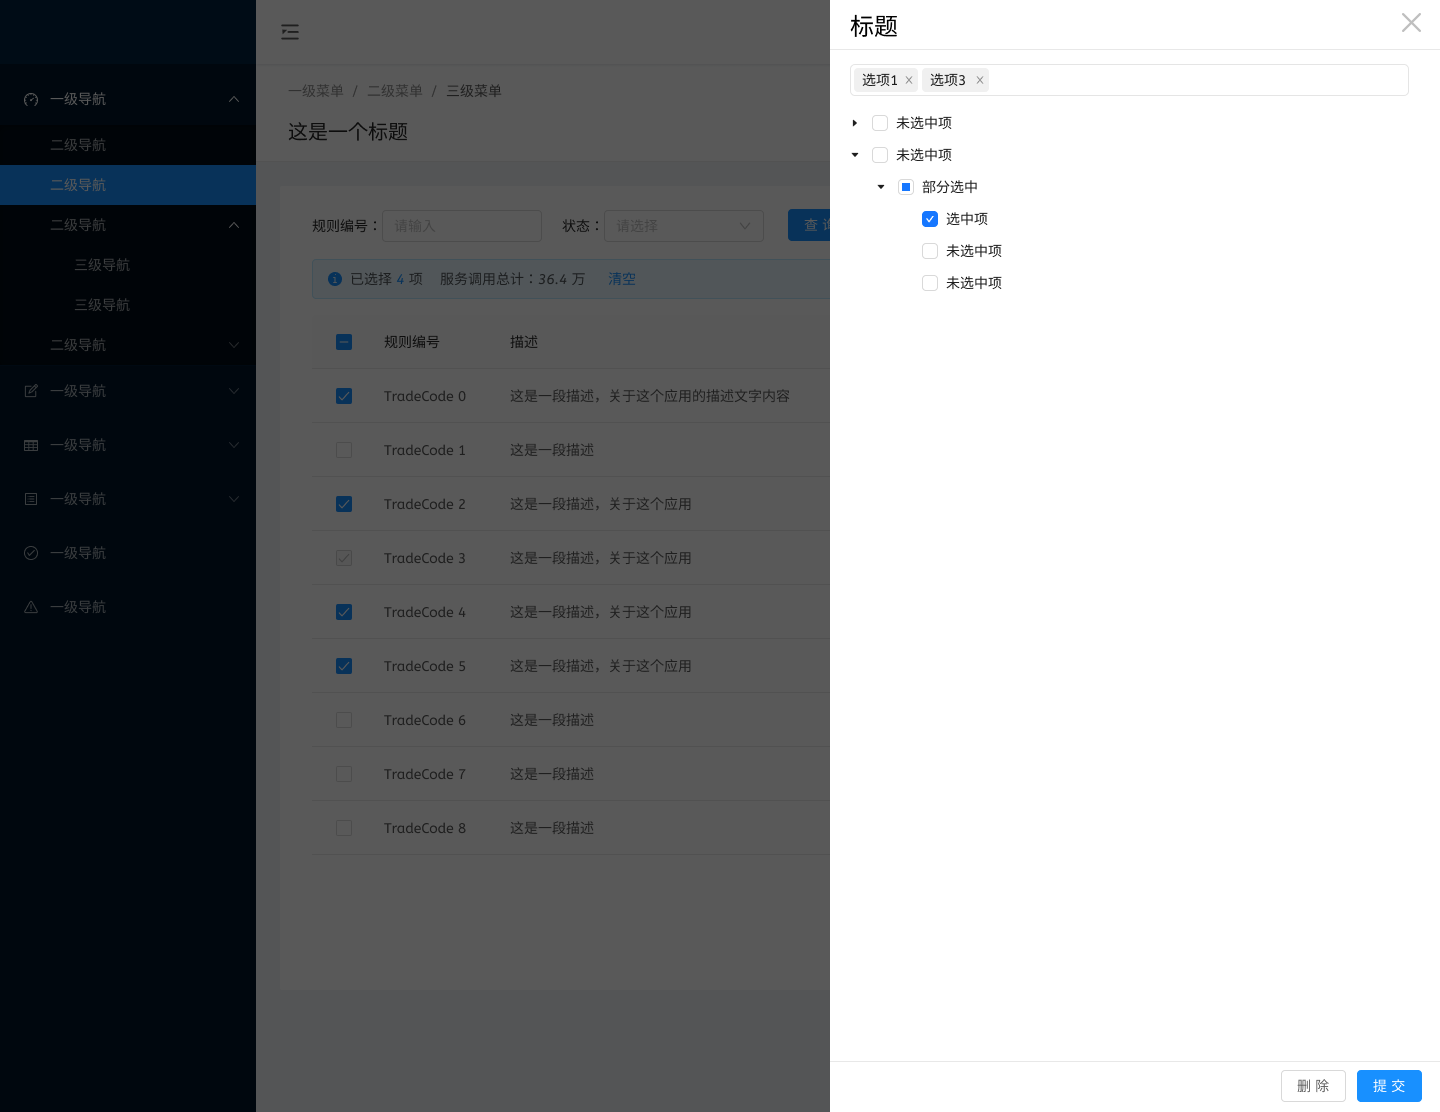 一级导航
二级导航
二级导航
二级导航
三级导航
三级导航
二级导航
一级导航
一级导航
一级导航
一级导航
一级导航
一级菜单 / 二级菜单 / 三级菜单
这是一个标题
规则编号： 请输入 状态： 请选择 查 询
已选择 4 项 服务调用总计：36.4 万 清空
规则编号 描述
TradeCode 0 这是一段描述，关于这个应用的描述文字内容
TradeCode 1 这是一段描述
TradeCode 2 这是一段描述，关于这个应用
TradeCode 3 这是一段描述，关于这个应用
TradeCode 4 这是一段描述，关于这个应用
TradeCode 5 这是一段描述，关于这个应用
TradeCode 6 这是一段描述
TradeCode 7 这是一段描述
TradeCode 8 这是一段描述
标题
选项1 选项3
未选中项
未选中项
部分选中
选中项
未选中项
未选中项
删 除 提 交